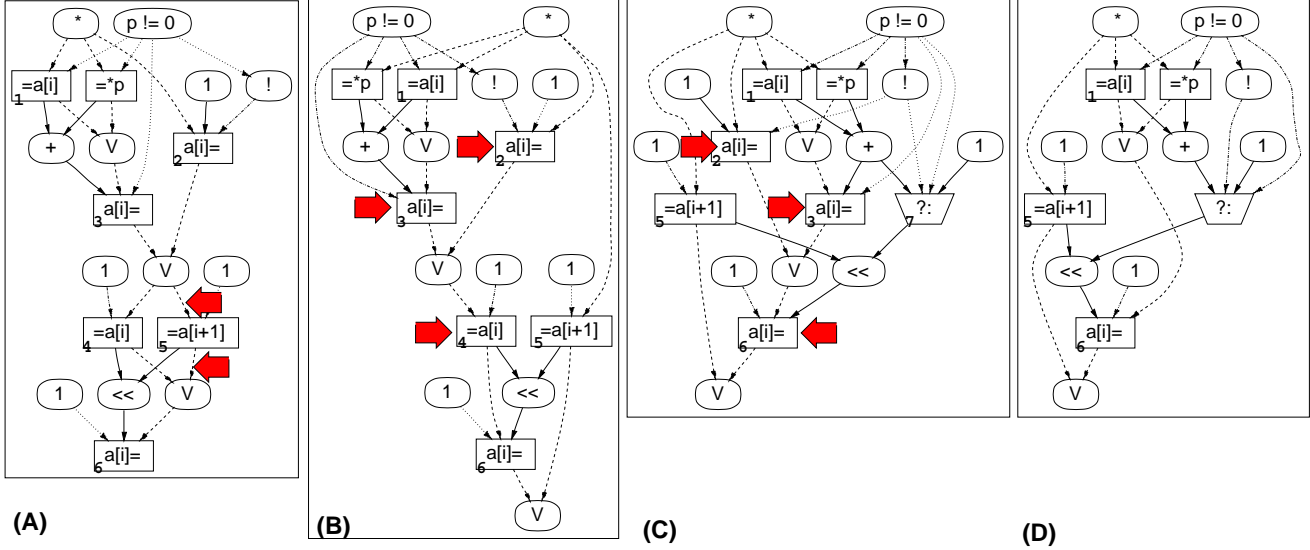 * p != 0
=a[i] =*p 1 !
1
+ V a[i]=
2
a[i]=
3
1 V 1
=a[i] =a[i+1]
4 5
1 << V
a[i]=
6
(A)
p != 0 *
=*p =a[i] ! 1
1
+ V a[i]=
2
a[i]=
3
V 1 1
=a[i] =a[i+1]
4 5
1 <<
a[i]=
6
V
(B)
* p != 0
1 =a[i] =*p !
1
1 a[i]= V + 1
2
=a[i+1] a[i]= ?:
5 3 7
1 V <<
a[i]=
6
V
(C)
* p != 0
=a[i] =*p !
1
1 V + 1
=a[i+1] ?:
5
<< 1
a[i]=
6
V
(D)